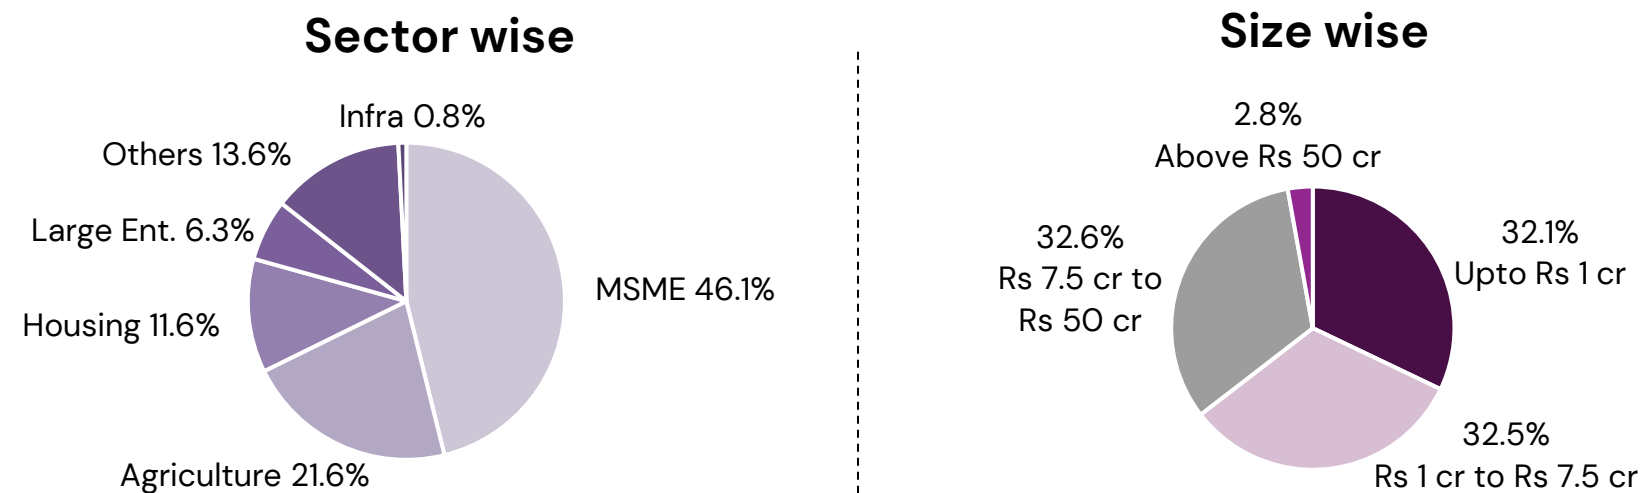 Sector wise
Infra 0.8%
Others 13.6%
Large Ent. 6.3%
MSME 46.1%
Housing 11.6%
Agriculture 21.6%
Size wise
2.8%
Above Rs 50 cr
32.6%
Rs 7.5 cr to
Rs 50 cr
32.1%
Upto Rs 1 cr
32.5%
Rs 1 cr to Rs 7.5 cr